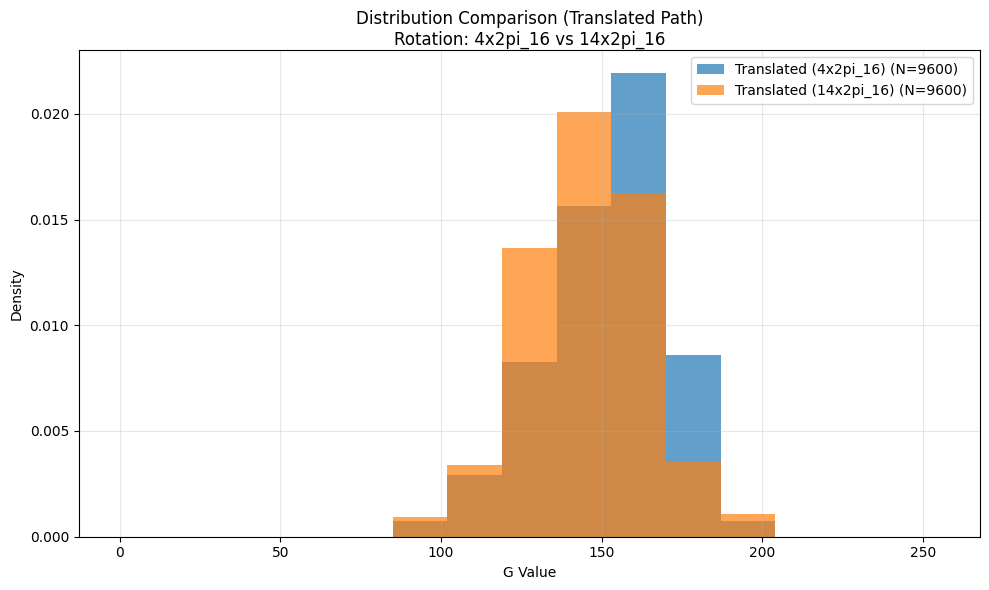 Distribution Comparison (Translated Path)
Rotation: 4x2pi_16 vs 14x2pi_16
Translated (4x2pi_16) (N=9600)
Translated (14x2pi_16) (N=9600)
Density
0.020
0.015
0.010
0.005
0.000
0 50 100 150 200 250
G Value